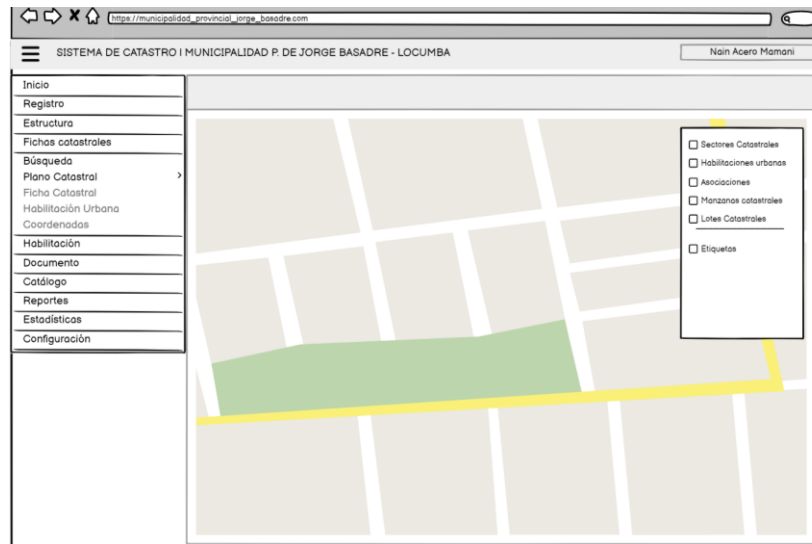 https://municipalidad_provincial_jorge_basadre.com
SISTEMA DE CATASTRO I MUNICIPALIDAD P. DE JORGE BASADRE - LOCUMBA
Nain Acero Mamani
Inicio
Registro
Estructura
Fichas catastrales
Búsqueda
Plano Catastral >
Ficha Catastral
Habilitación Urbana
Coordenadas
Habilitación
Documento
Catálogo
Reportes
Estadísticas
Configuración
Sectores Catastrales
Habilitaciones urbanas
Asociaciones
Manzanas catastrales
Lotes Catastrales
Etiquetas